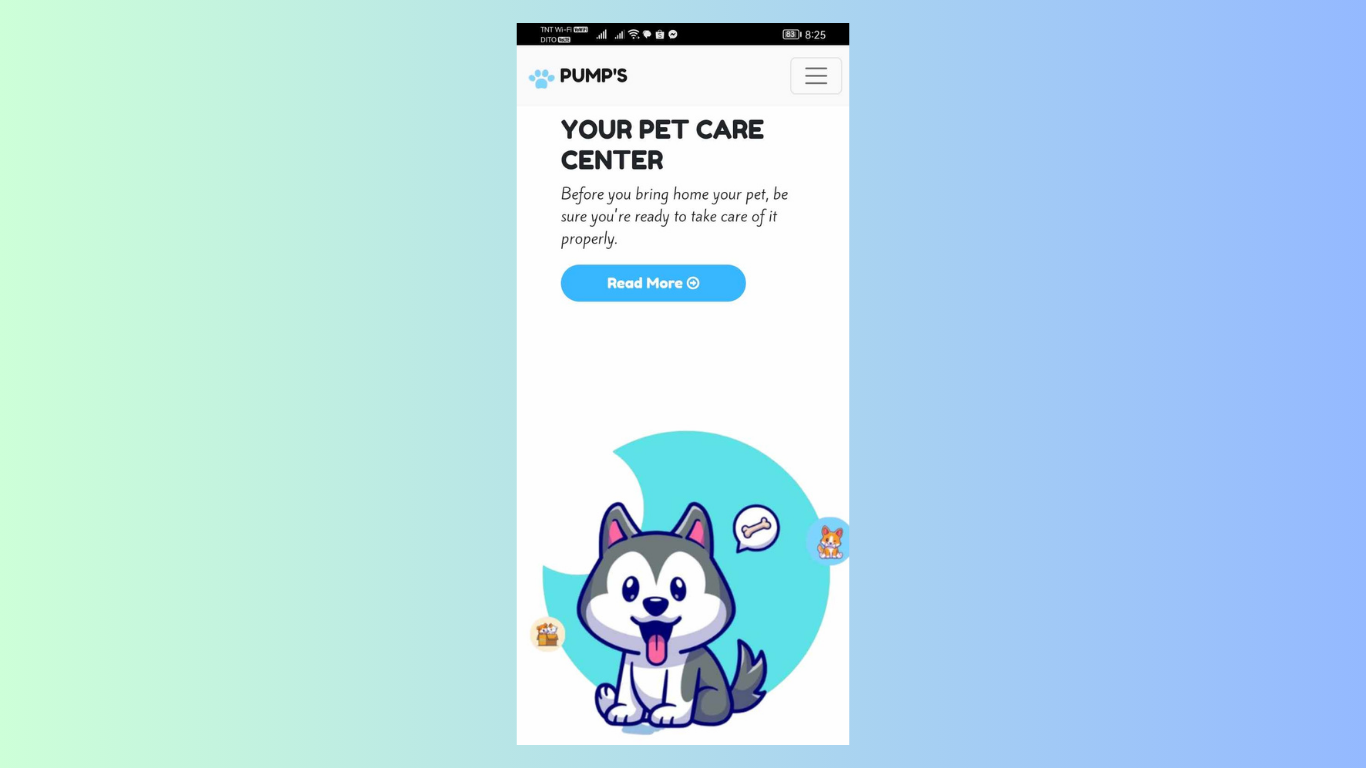 TNT Wi-Fi
DITO
83 8:25
PUMP'S
YOUR PET CARE
CENTER
Before you bring home your pet, be
sure you're ready to take care of it
properly.
Read More